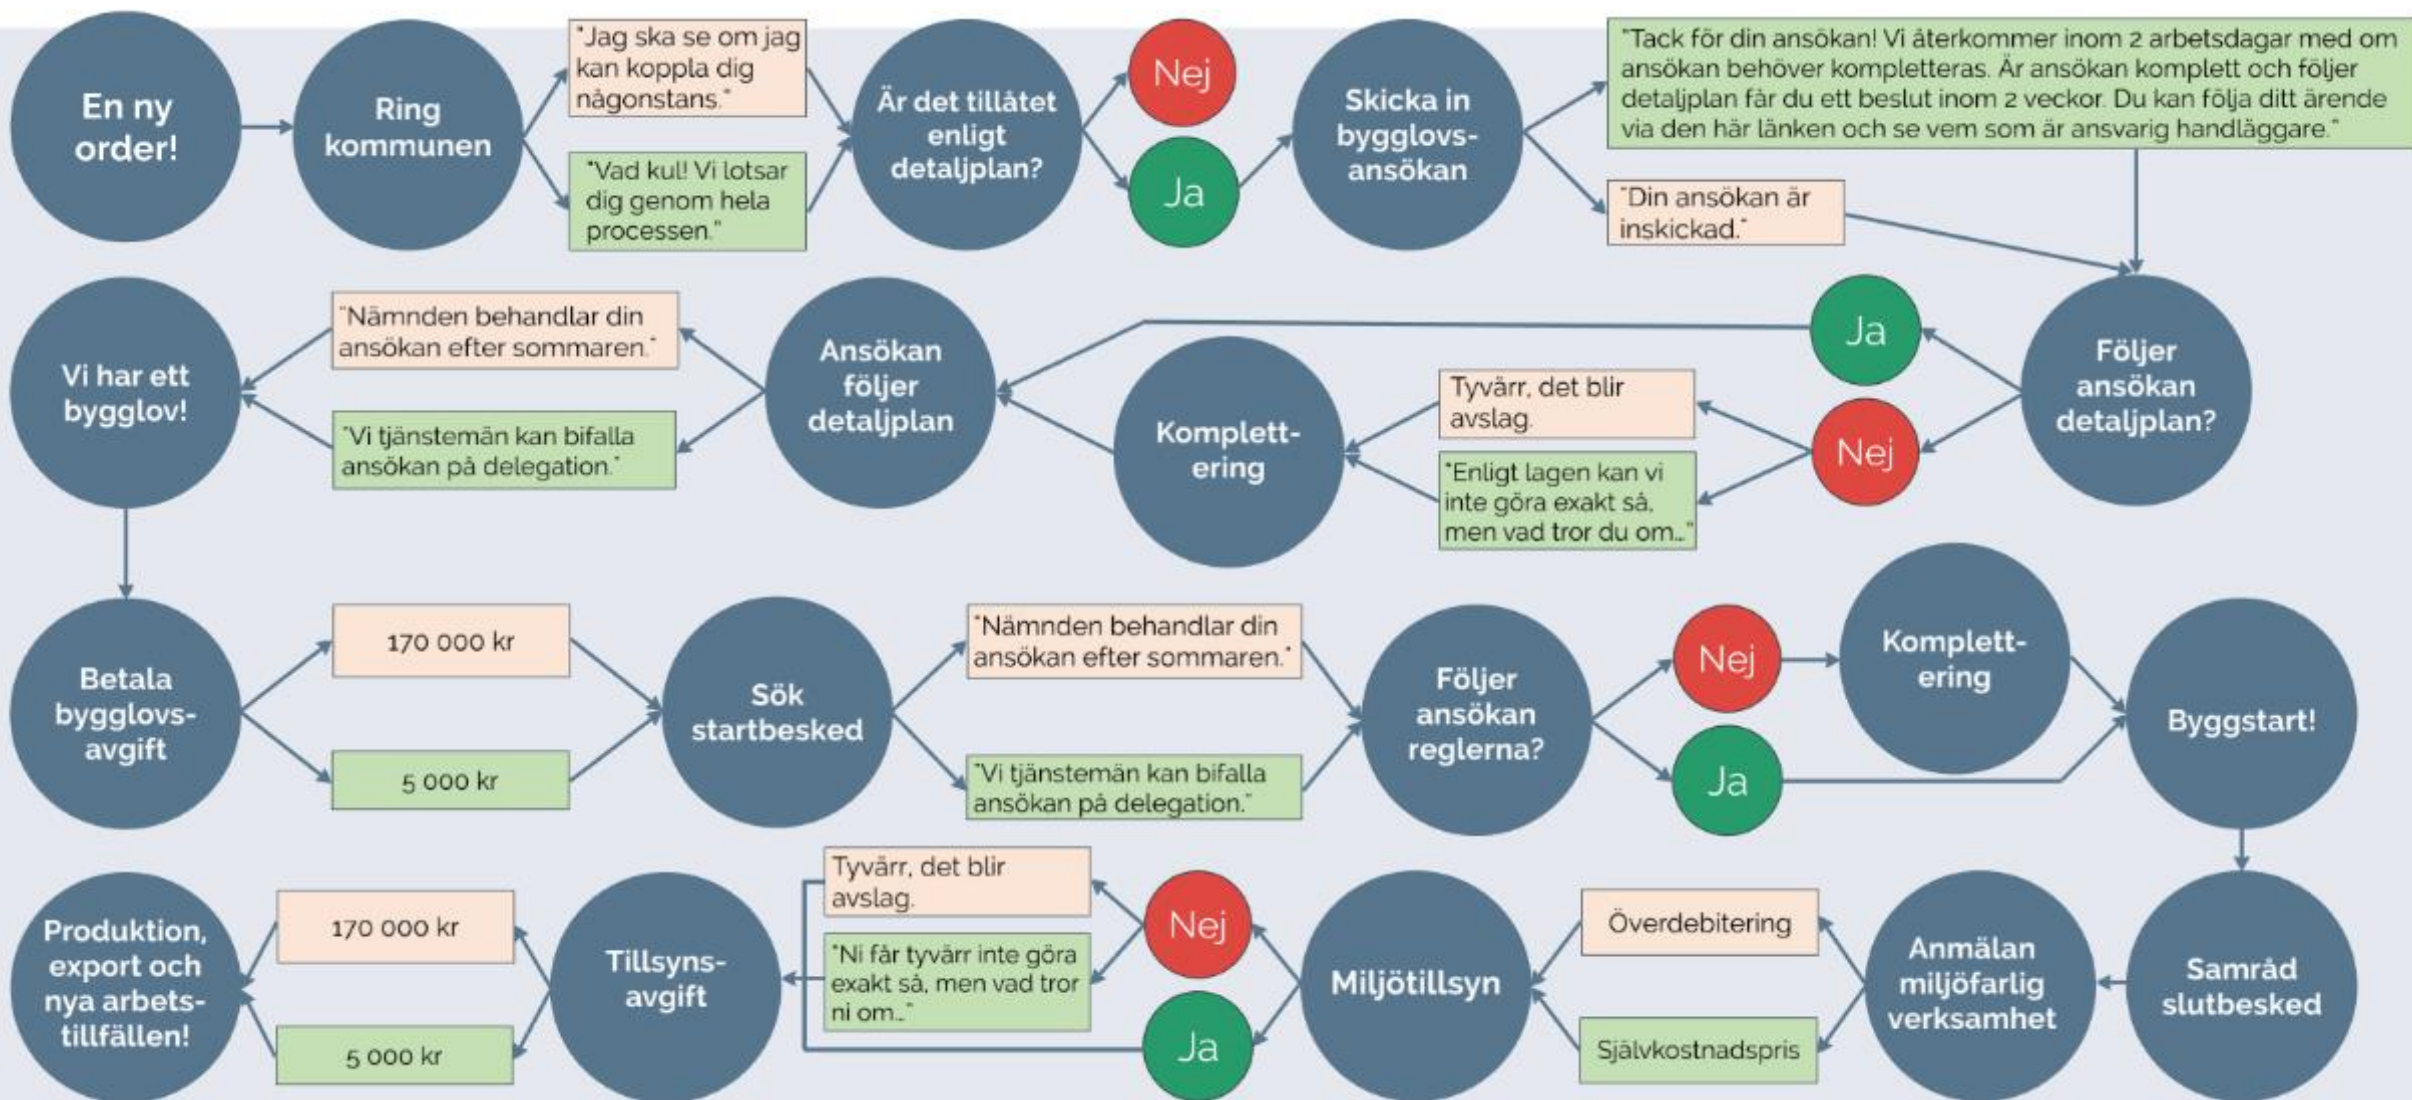 En ny
order!
Ring
kommunen
"Jag ska se om jag
kan koppla dig
någonstans."
"Vad kul! Vi lotsar
dig genom hela
processen."
Är det tillåtet
enligt
detaljplan?
Nej
Ja
Skicka in
bygglovs-
ansökan
"Tack för din ansökan! Vi återkommer inom 2 arbetsdagar med om
ansökan behöver kompletteras. Är ansökan komplett och följer
detaljplan får du ett beslut inom 2 veckor. Du kan följa ditt ärende
via den här länken och se vem som är ansvarig handläggare."
"Din ansökan är
inskickad."
Följer
ansökan
detaljplan?
Ja
Nej
Tyvärr, det blir
avslag.
"Enligt lagen kan vi
inte göra exakt så,
men vad tror du om..."
Komplett-
ering
Ansökan
följer
detaljplan
"Nämnden behandlar din
ansökan efter sommaren."
"Vi tjänstemän kan bifalla
ansökan på delegation."
Vi har ett
bygglov!
Betala
bygglovs-
avgift
170 000 kr
5 000 kr
Sök
startbesked
"Nämnden behandlar din
ansökan efter sommaren."
"Vi tjänstemän kan bifalla
ansökan på delegation."
Följer
ansökan
reglerna?
Nej
Ja
Komplett-
ering
Byggstart!
Samråd
slutbesked
Anmälan
miljöfarlig
verksamhet
Överdebitering
Självkostnadspris
Miljötillsyn
Nej
Ja
Tyvärr, det blir
avslag.
"Ni får tyvärr inte göra
exakt så, men vad tror
ni om..."
Tillsyns-
avgift
170 000 kr
5 000 kr
Produktion,
export och
nya arbets-
tillfällen!